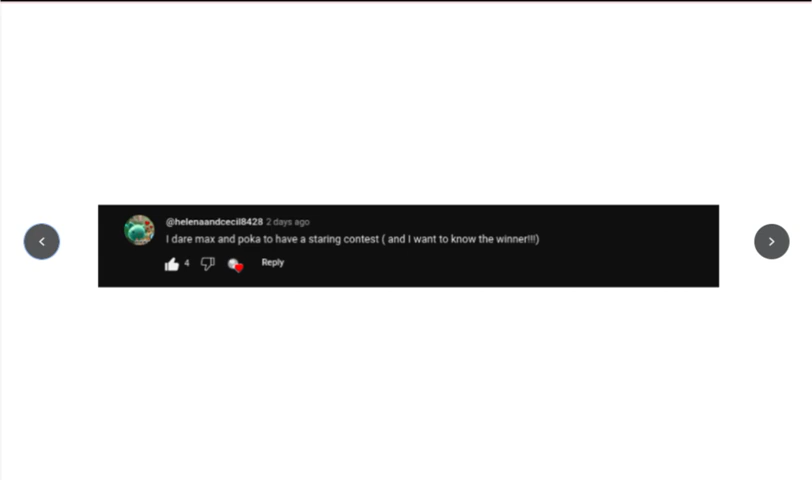 @helenaandcecil8428 2 days ago
I dare max and poka to have a staring contest ( and I want to know the winner!!!)
4 Reply